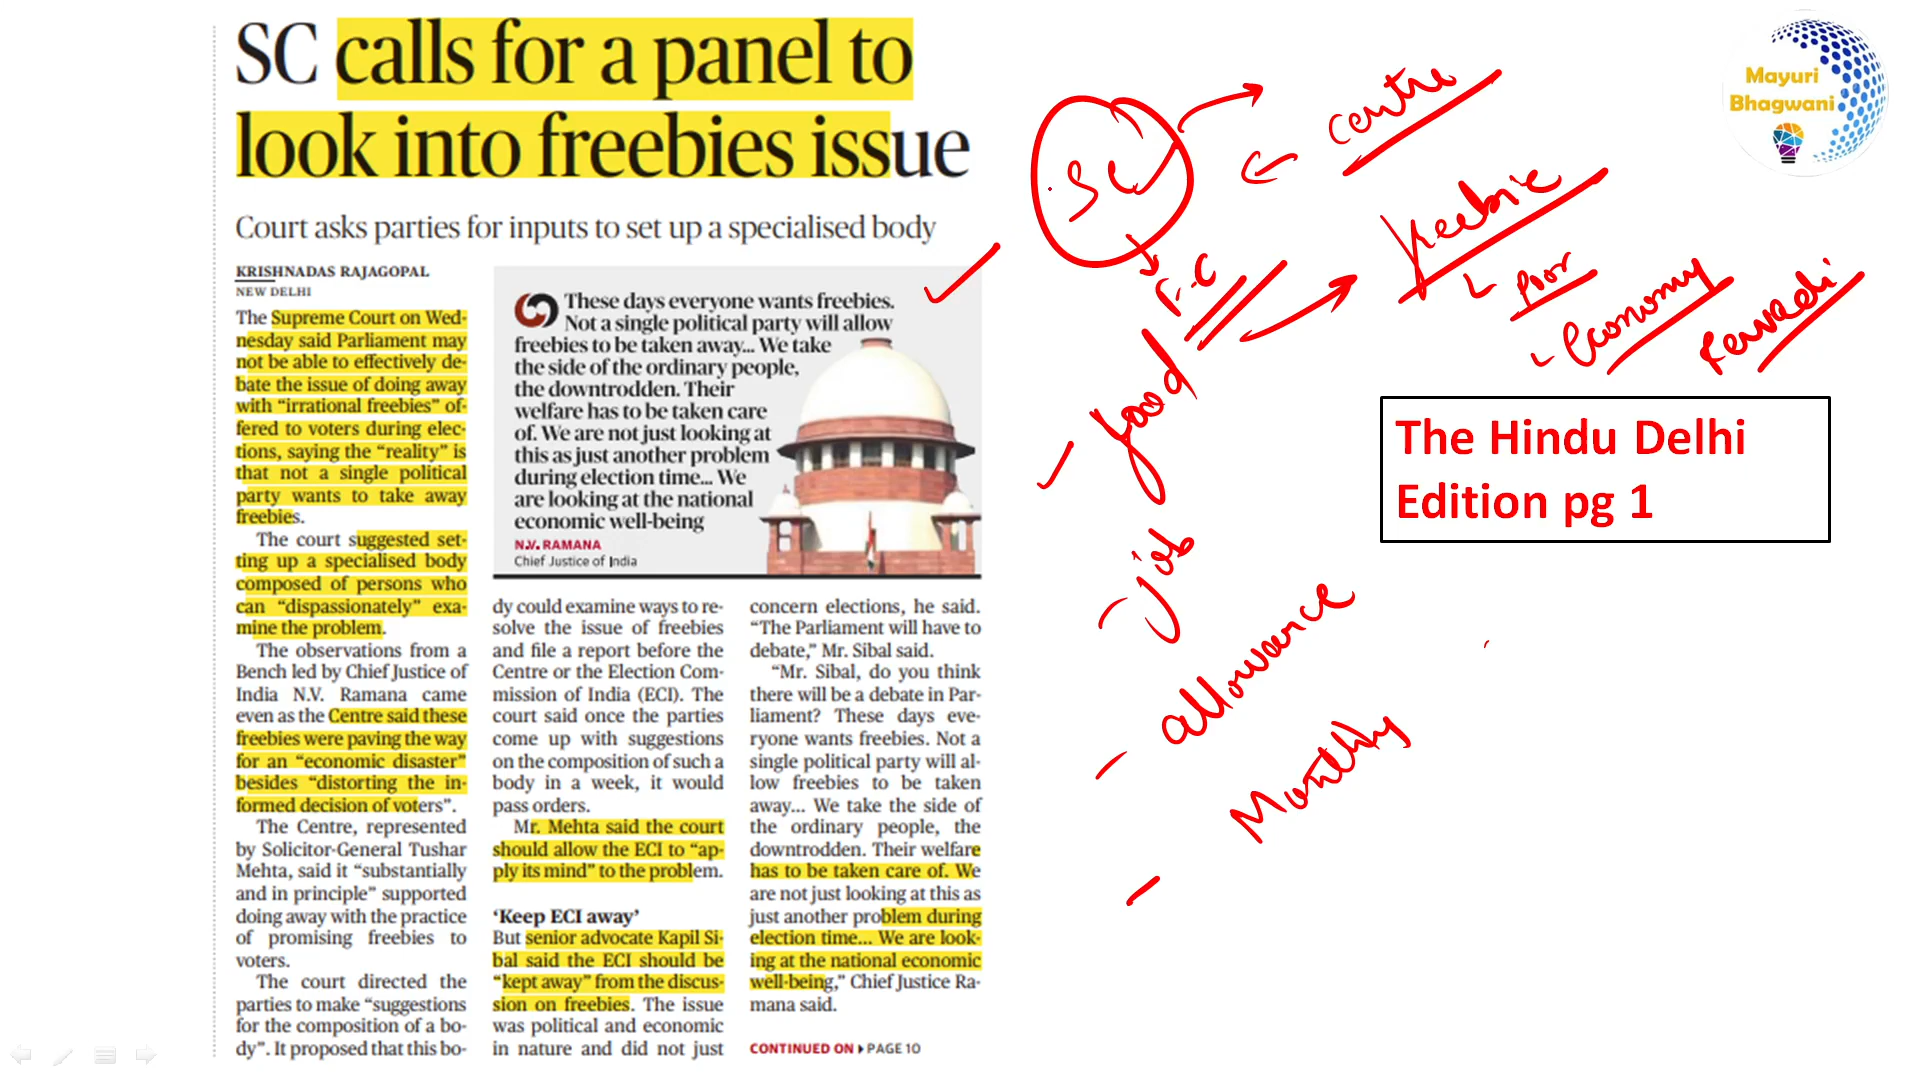 SC calls for a panel to
look into freebies issue
Court asks parties for inputs to set up a specialised body
KRISHNADAS RAJAGOPAL
NEW DELHI
The Supreme Court on Wed-
nesday said Parliament may
not be able to effectively de-
bate the issue of doing away
with “irrational freebies” of-
fered to voters during elec-
tions, saying the “reality” is
that not a single political
party wants to take away
freebies.
The court suggested set-
ting up a specialised body
composed of persons who
can “dispassionately” exa-
mine the problem.
The observations from a
Bench led by Chief Justice of
India N.V. Ramana came
even as the Centre said these
freebies were paving the way
for an “economic disaster”
besides “distorting the in-
formed decision of voters”.
The Centre, represented
by Solicitor-General Tushar
Mehta, said it “substantially
and in principle” supported
doing away with the practice
of promising freebies to
voters.
The court directed the
parties to make “suggestions
for the composition of a bo-
dy”. It proposed that this bo-
These days everyone wants freebies.
Not a single political party will allow
freebies to be taken away... We take
the side of the ordinary people,
the downtrodden. Their
welfare has to be taken care
of. We are not just looking at
this as just another problem
during election time... We
are looking at the national
economic well-being
N.V. RAMANA
Chief Justice of India
dy could examine ways to re-
solve the issue of freebies
and file a report before the
Centre or the Election Com-
mission of India (ECI). The
court said once the parties
come up with suggestions
on the composition of such a
body in a week, it would
pass orders.
Mr. Mehta said the court
should allow the ECI to “ap-
ply its mind” to the problem.
‘Keep ECI away’
But senior advocate Kapil Si-
bal said the ECI should be
“kept away” from the discus-
sion on freebies. The issue
was political and economic
in nature and did not just
concern elections, he said.
“The Parliament will have to
debate,” Mr. Sibal said.
“Mr. Sibal, do you think
there will be a debate in Par-
liament? These days eve-
ryone wants freebies. Not a
single political party will al-
low freebies to be taken
away... We take the side of
the ordinary people, the
downtrodden. Their welfare
has to be taken care of. We
are not looking at this as
just another problem during
election time... We are look-
ing at the national economic
well-being,” Chief Justice Ra-
mana said.
CONTINUED ON PAGE 10
SC
centre
freebie
F.C
Poor
Economy
Revadi
food
job
allowance
Monthly
The Hindu Delhi
Edition pg 1
Mayuri
Bhagwani